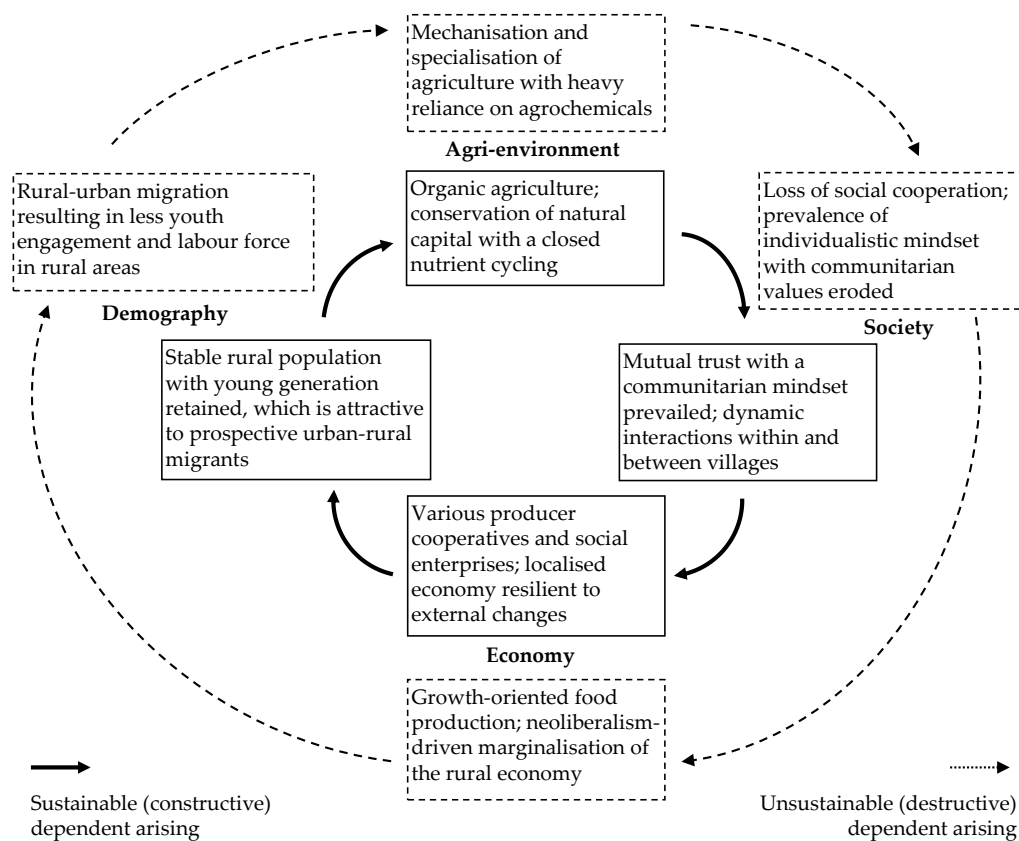 Mechanisation and
specialisation of
agriculture with heavy
reliance on agrochemicals
Agri-environment
Organic agriculture;
conservation of natural
capital with a closed
nutrient cycling
Rural-urban migration
resulting in less youth
engagement and labour force
in rural areas
Demography
Stable rural population
with young generation
retained, which is attractive
to prospective urban-rural
migrants
Loss of social cooperation;
prevalence of
individualistic mindset
with communitarian
values eroded
Society
Mutual trust with a
communitarian mindset
prevailed; dynamic
interactions within and
between villages
Various producer
cooperatives and social
enterprises; localised
economy resilient to
external changes
Economy
Growth-oriented food
production; neoliberalism-
driven marginalisation of
the rural economy
Sustainable (constructive)
dependent arising
Unsustainable (destructive)
dependent arising